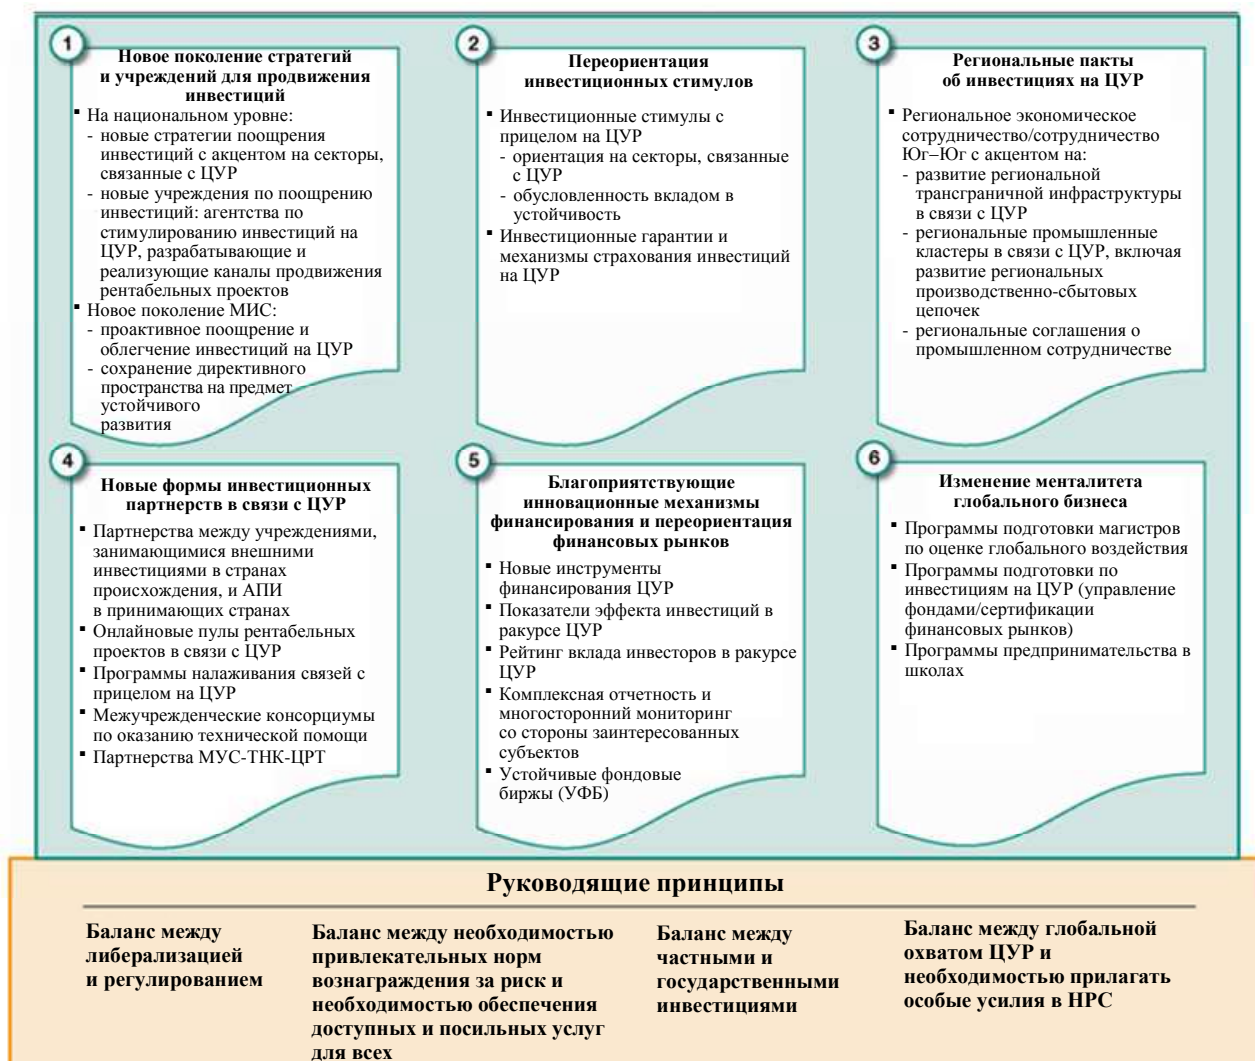 1
Новое поколение стратегий
и учреждений для продвижения
инвестиций
▪ На национальном уровне:
- новые стратегии поощрения
инвестиций с акцентом на секторы,
связанные с ЦУР
- новые учреждения по поощрению
инвестиций: агентства по
стимулированию инвестиций на
ЦУР, разрабатывающие и
реализующие каналы продвижения
рентабельных проектов
▪ Новое поколение МИС:
- проактивное поощрение и
облегчение инвестиций на ЦУР
- сохранение директивного
пространства на предмет
устойчивого
развития
2
Переориентация
инвестиционных стимулов
▪ Инвестиционные стимулы с
прицелом на ЦУР
- ориентация на секторы, связанные
с ЦУР
- обусловленность вкладом в
устойчивость
▪ Инвестиционные гарантии и
механизмы страхования инвестиций
на ЦУР
3
Региональные пакты
об инвестициях на ЦУР
▪ Региональное экономическое
сотрудничество/сотрудничество
Юг–Юг с акцентом на:
- развитие региональной
трансграничной инфраструктуры
в связи с ЦУР
- региональные промышленные
кластеры в связи с ЦУР, включая
развитие региональных
производственно-сбытовых
цепочек
- региональные соглашения о
промышленном сотрудничестве
4
Новые формы инвестиционных
партнерств в связи с ЦУР
▪ Партнерства между учреждениями,
занимающимися внешними
инвестициями в странах
происхождения, и АПИ
в принимающих странах
▪ Онлайновые пулы рентабельных
проектов в связи с ЦУР
▪ Программы налаживания связей с
прицелом на ЦУР
▪ Межучрежденческие консорциумы
по оказанию технической помощи
▪ Партнерства МУС-ТНК-ЦРТ
5
Благоприятствующие
инновационные механизмы
финансирования и переориентация
финансовых рынков
▪ Новые инструменты
финансирования ЦУР
▪ Показатели эффекта инвестиций в
ракурсе ЦУР
▪ Рейтинг вклада инвесторов в ракурсе
ЦУР
▪ Комплексная отчетность и
многосторонний мониторинг
со стороны заинтересованных
субъектов
▪ Устойчивые фондовые
биржы (УФБ)
6
Изменение менталитета
глобального бизнеса
▪ Программы подготовки магистров
по оценке глобального воздействия
▪ Программы подготовки по
инвестициям на ЦУР (управление
фондами/сертификации
финансовых рынков)
▪ Программы предпринимательства в
школах
Руководящие принципы
Баланс между
либерализацией
и регулированием
Баланс между необходимостью
привлекательных норм
вознаграждения за риск и
необходимостью обеспечения
доступных и посильных услуг
для всех
Баланс между
частными и
государственными
инвестициями
Баланс между глобальной
охватом ЦУР и
необходимостью прилагать
особые усилия в НРС